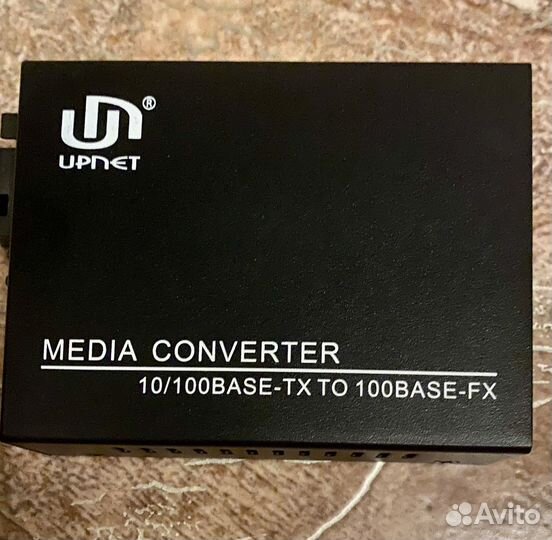 ®
UPNET
MEDIA CONVERTER
10/100BASE-TX TO 100BASE-FX
Avito